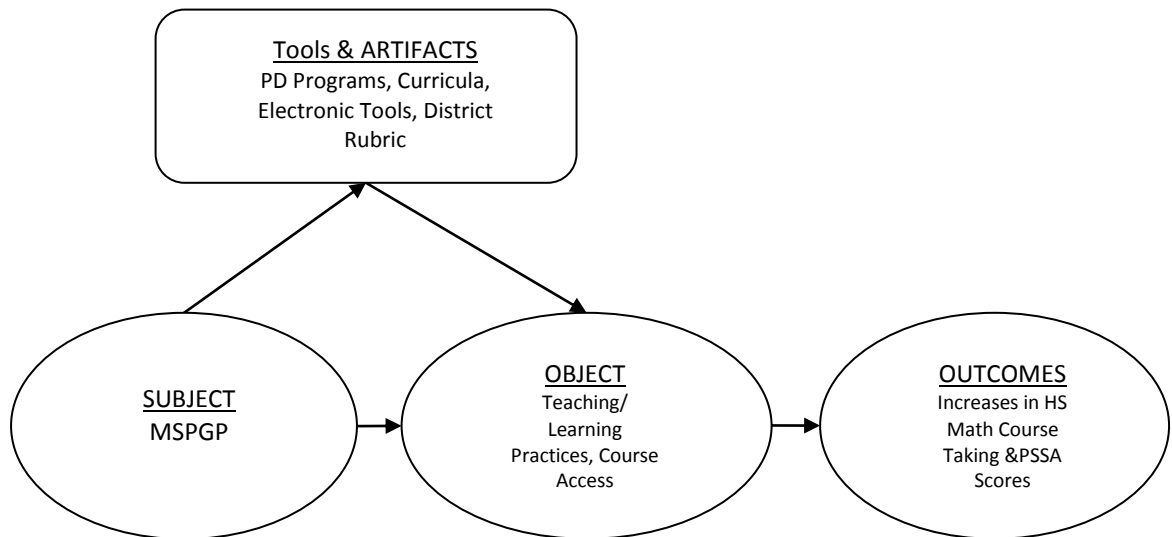 Tools & ARTIFACTS
PD Programs, Curricula,
Electronic Tools, District
Rubric
SUBJECT
MSPGP
OBJECT
Teaching/
Learning
Practices, Course
Access
OUTCOMES
Increases in HS
Math Course
Taking &PSSA
Scores